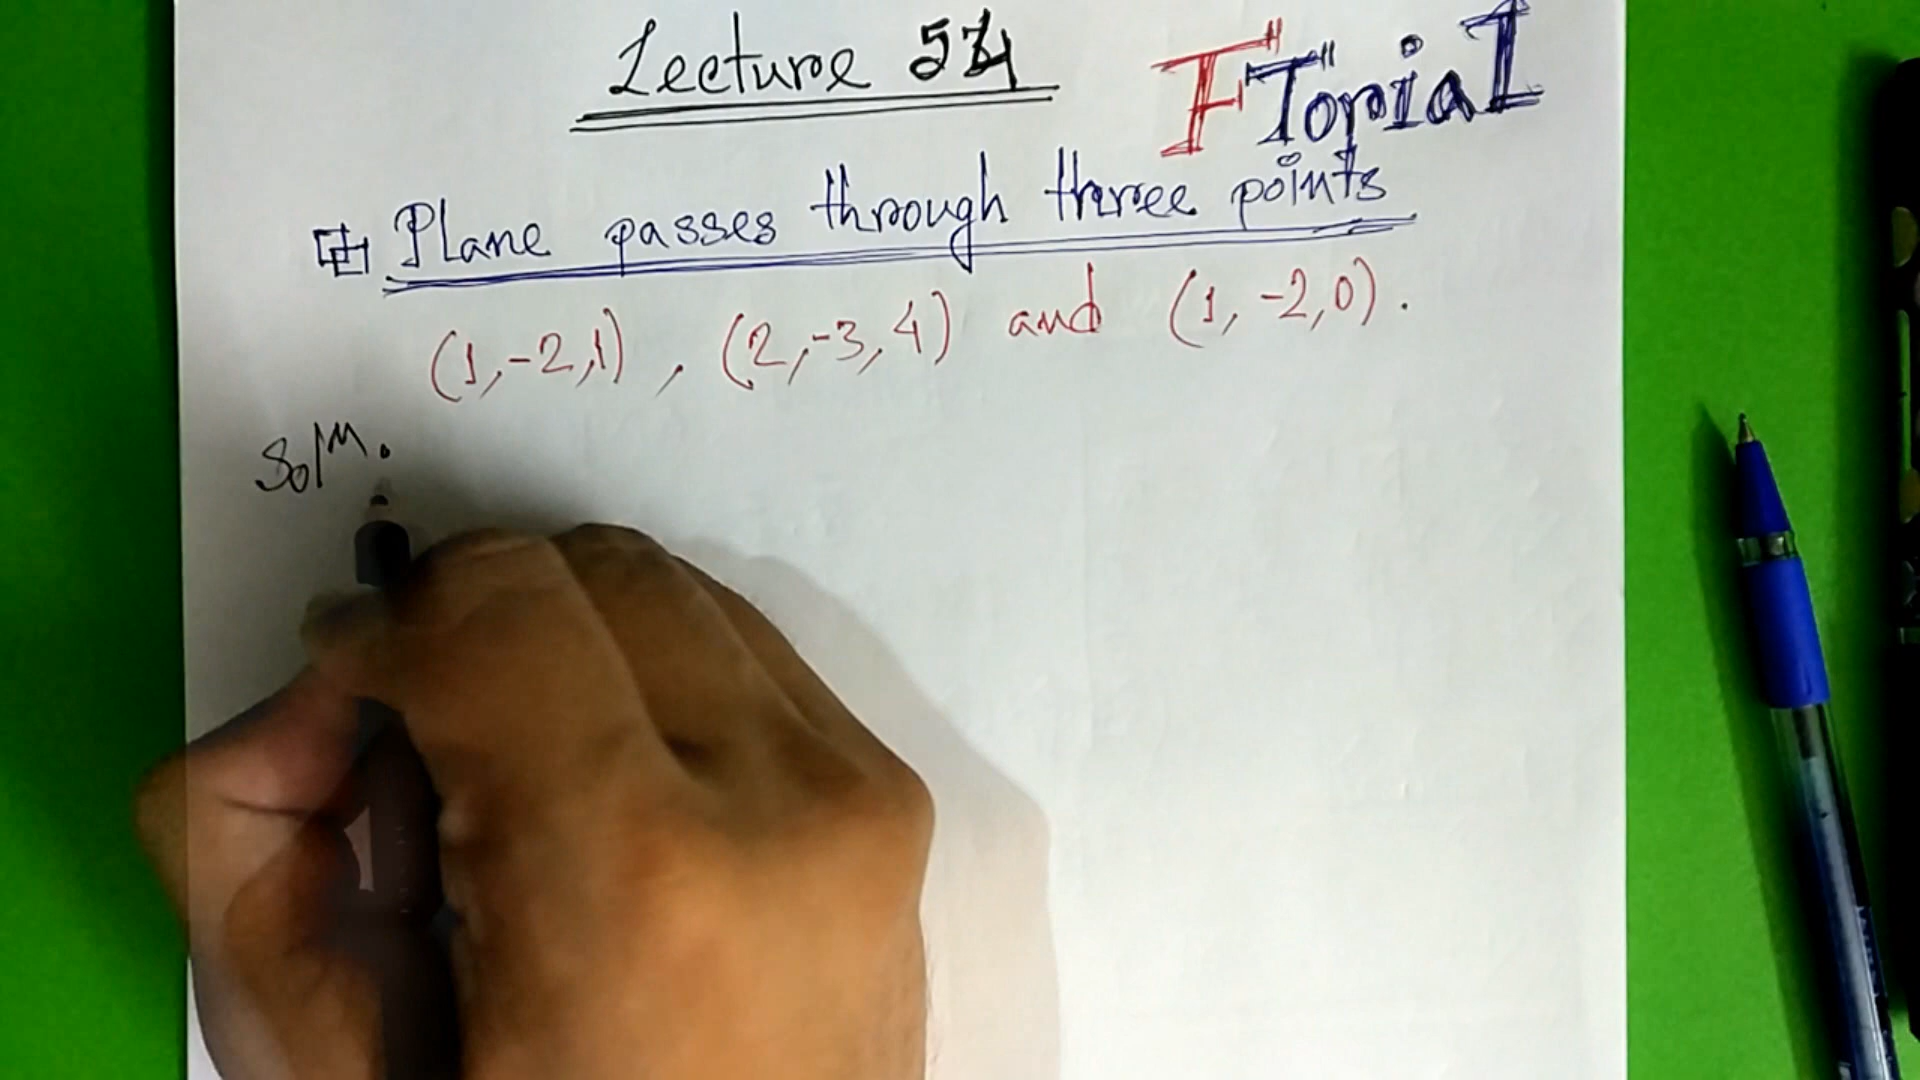 Lecture 54
FTorial
Plane passes through three points
(1,-2,1), (2,-3,4) and (1,-2,0).
Soln.